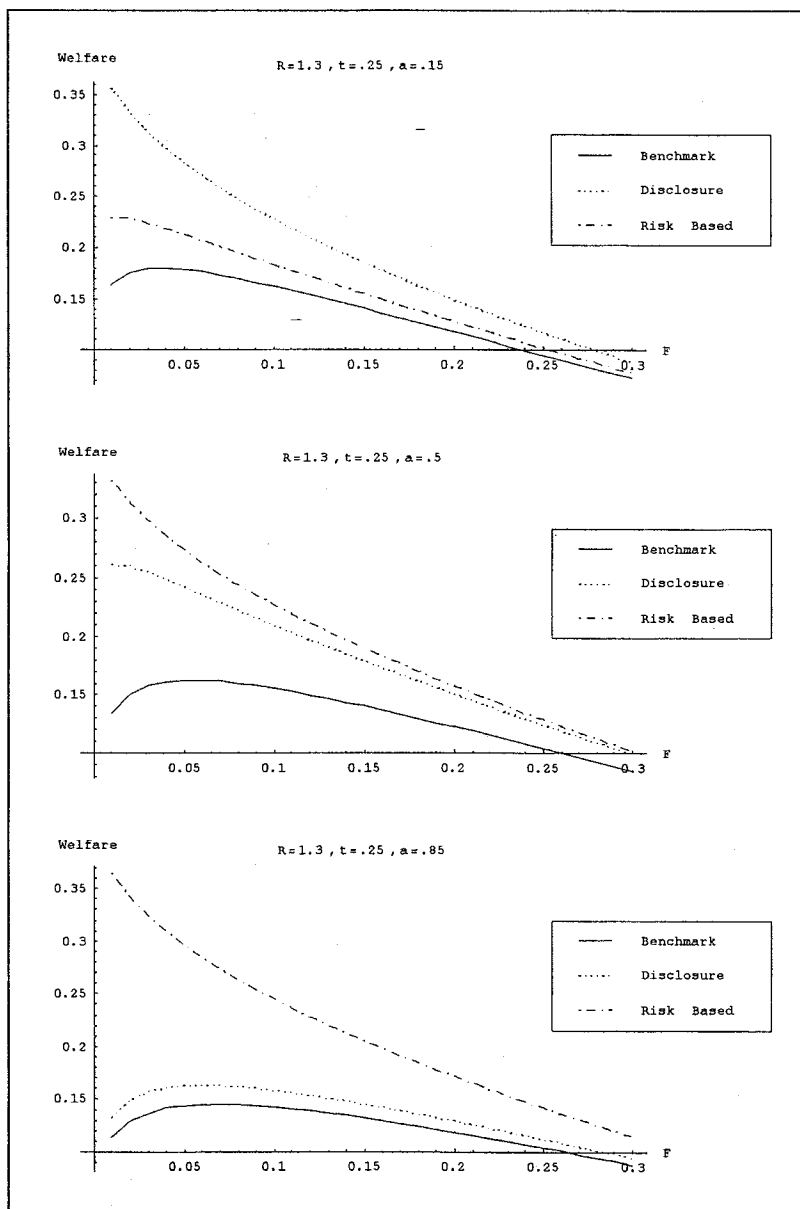 Welfare
R=1.3 , t=.25 , a=.15
0.35
0.3
0.25
0.2
0.15
Benchmark
Disclosure
Risk Based
F
0.05 0.1 0.15 0.2 0.25 0.3
Welfare
R=1.3 , t=.25 , a=.5
0.3
0.25
0.2
0.15
Benchmark
Disclosure
Risk Based
F
0.05 0.1 0.15 0.2 0.25 0.3
Welfare
R=1.3 , t=.25 , a=.85
0.35
0.3
0.25
0.2
0.15
Benchmark
Disclosure
Risk Based
F
0.05 0.1 0.15 0.2 0.25 0.3